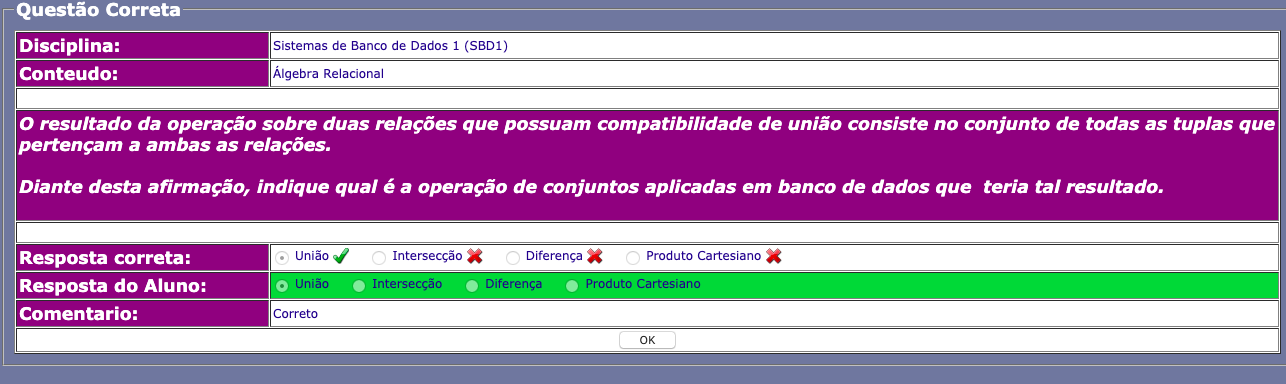 Questão Correta
Disciplina: Sistemas de Banco de Dados 1 (SBD1)
Conteudo: Álgebra Relacional
O resultado da operação sobre duas relações que possuam compatibilidade de união consiste no conjunto de todas as tuplas que
pertençam a ambas as relações.
Diante desta afirmação, indique qual é a operação de conjuntos aplicadas em banco de dados que teria tal resultado.
Resposta correta: União Intersecção Diferença Produto Cartesiano
Resposta do Aluno: União Intersecção Diferença Produto Cartesiano
Comentario: Correto
OK